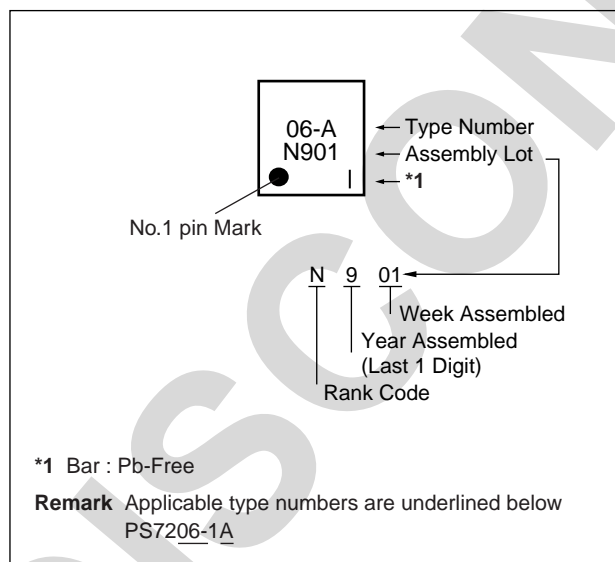 06-A
N901
Type Number
Assembly Lot
*1
No.1 pin Mark
N 9 01
Week Assembled
Year Assembled
(Last 1 Digit)
Rank Code
*1 Bar : Pb-Free
Remark Applicable type numbers are underlined below
PS7206-1A
DISCON